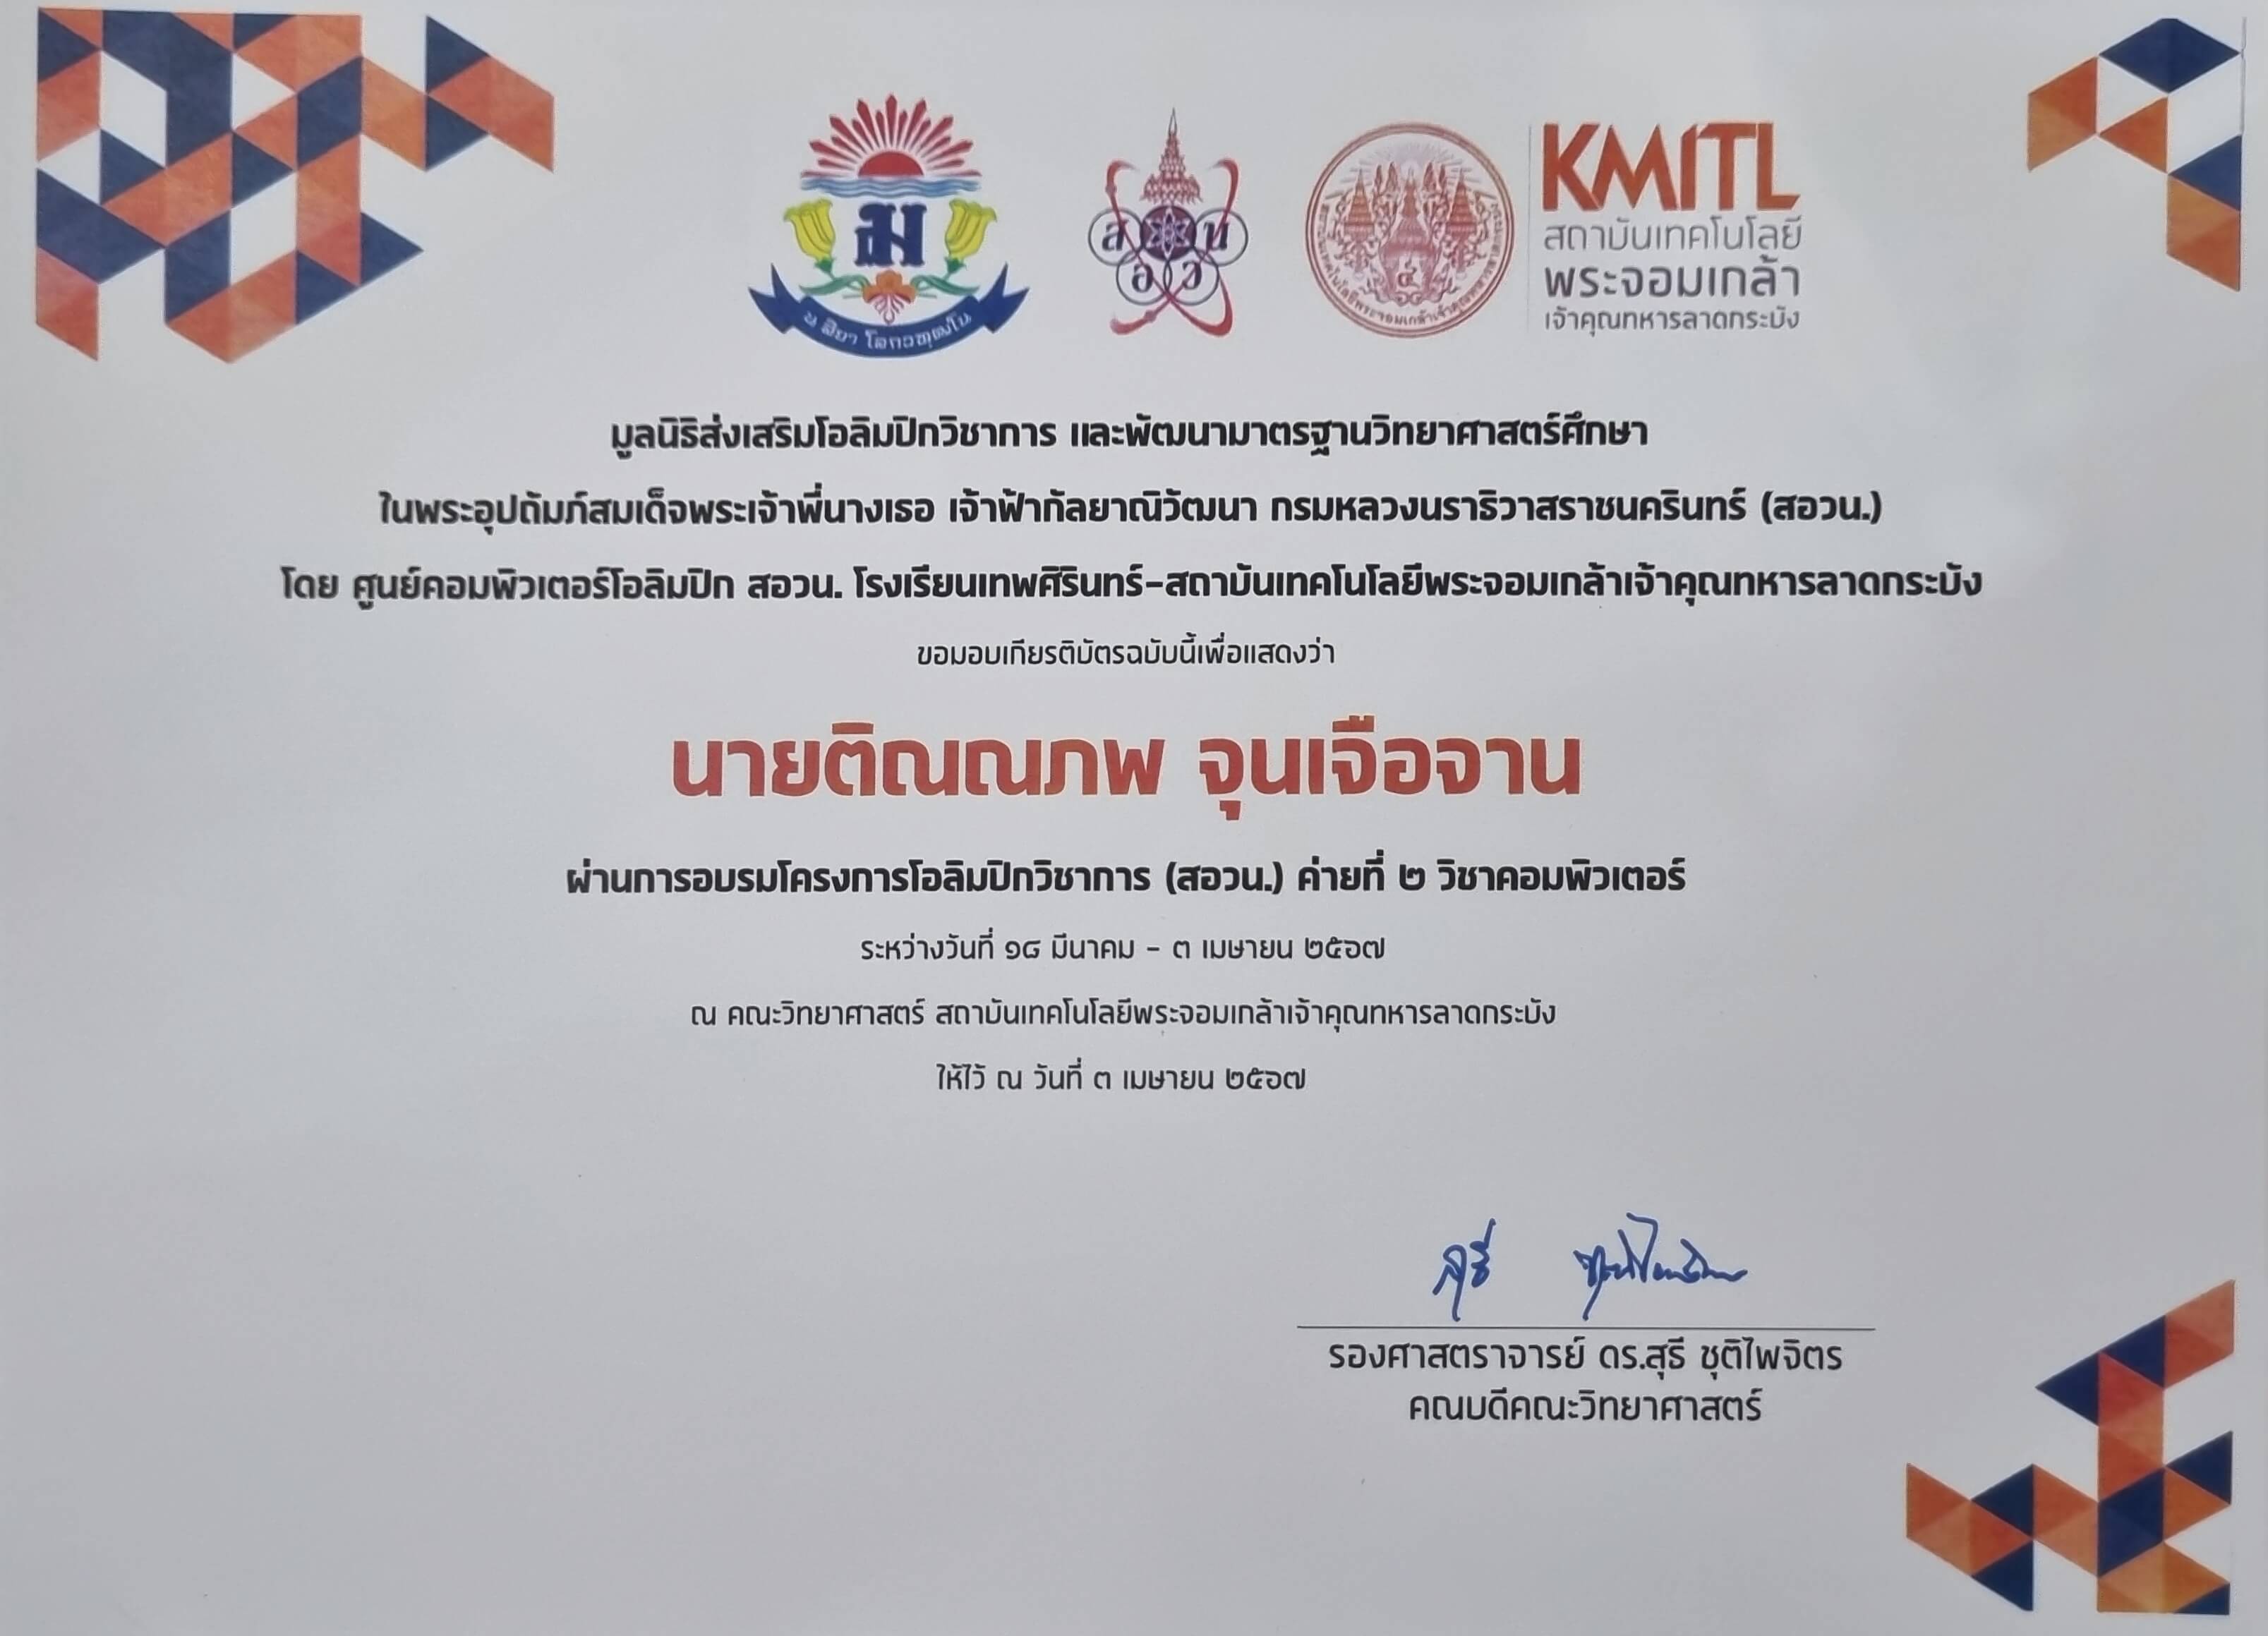 น สิยา โลกวฑฺฒโน
ส อ ว น
KMITL
สถาบันเทคโนโลยี
พระจอมเกล้า
เจ้าคุณทหารลาดกระบัง
มูลนิธิส่งเสริมโอลิมปิกวิชาการ และพัฒนามาตรฐานวิทยาศาสตร์ศึกษา
ในพระอุปถัมภ์สมเด็จพระเจ้าพี่นางเธอ เจ้าฟ้ากัลยาณิวัฒนา กรมหลวงนราธิวาสราชนครินทร์ (สอวน.)
โดย ศูนย์คอมพิวเตอร์โอลิมปิก สอวน. โรงเรียนเทพศิรินทร์-สถาบันเทคโนโลยีพระจอมเกล้าเจ้าคุณทหารลาดกระบัง
ขอมอบเกียรติบัตรฉบับนี้เพื่อแสดงว่า
นายติณณภพ จุนเจือจาน
ผ่านการอบรมโครงการโอลิมปิกวิชาการ (สอวน.) ค่ายที่ ๒ วิชาคอมพิวเตอร์
ระหว่างวันที่ ๑๘ มีนาคม - ๓ เมษายน ๒๕๖๗
ณ คณะวิทยาศาสตร์ สถาบันเทคโนโลยีพระจอมเกล้าเจ้าคุณทหารลาดกระบัง
ให้ไว้ ณ วันที่ ๓ เมษายน ๒๕๖๗
สุธี
รองศาสตราจารย์ ดร.สุธี ชุติไพจิตร
คณบดีคณะวิทยาศาสตร์